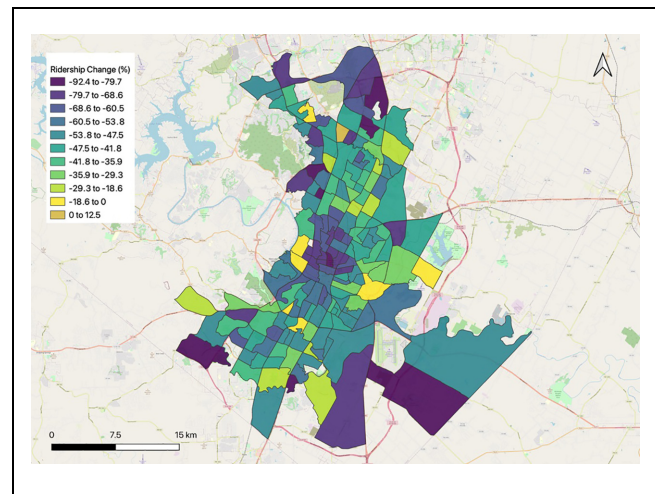 Ridership Change (%)
-92.4 to -79.7
-79.7 to -68.6
-68.6 to -60.5
-60.5 to -53.8
-53.8 to -47.5
-47.5 to -41.8
-41.8 to -35.9
-35.9 to -29.3
-29.3 to -18.6
-18.6 to 0
0 to 12.5
0 7.5 15 km